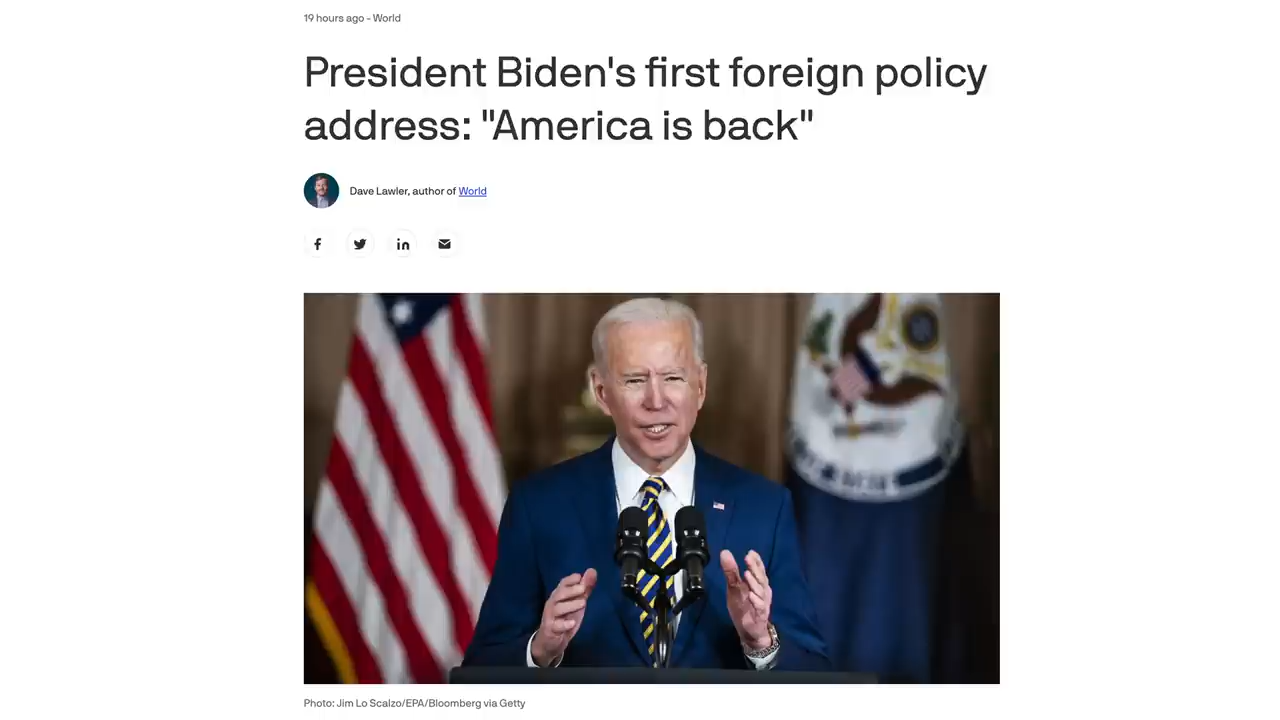 19 hours ago - World
President Biden's first foreign policy
address: "America is back"
Dave Lawler, author of World
Photo: Jim Lo Scalzo/EPA/Bloomberg via Getty